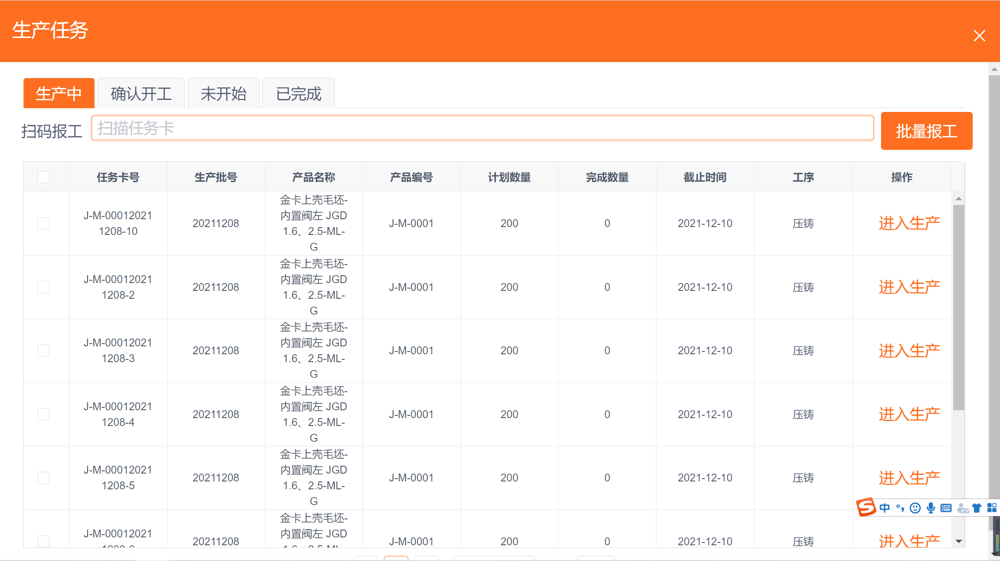 生产任务
生产中 确认开工 未开始 已完成
扫码报工 扫描任务卡 批量报工
任务卡号 生产批号 产品名称 产品编号 计划数量 完成数量 截止时间 工序 操作
金卡上壳毛坯-
J-M-00012021 内置阀左 JGD
20211208 J-M-0001 200 0 2021-12-10 压铸 进入生产
1208-10 1.6、2.5-ML-
G
金卡上壳毛坯-
J-M-00012021 内置阀左 JGD
20211208 J-M-0001 200 0 2021-12-10 压铸 进入生产
1208-2 1.6、2.5-ML-
G
金卡上壳毛坯-
J-M-00012021 内置阀左 JGD
20211208 J-M-0001 200 0 2021-12-10 压铸 进入生产
1208-3 1.6、2.5-ML-
G
金卡上壳毛坯-
J-M-00012021 内置阀左 JGD
20211208 J-M-0001 200 0 2021-12-10 压铸 进入生产
1208-4 1.6、2.5-ML-
G
金卡上壳毛坯-
J-M-00012021 内置阀左 JGD
20211208 J-M-0001 200 0 2021-12-10 压铸 进入生产
1208-5 1.6、2.5-ML-
G
中
金卡上壳毛坯-
J-M-00012021 内置阀左 JGD
20211208 J-M-0001 200 0 2021-12-10 压铸 进入生产